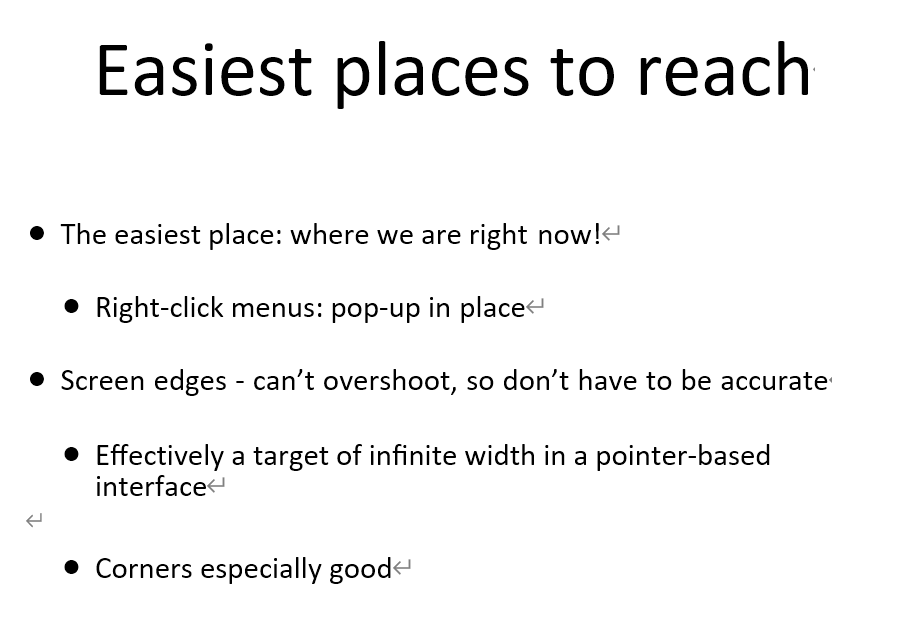 Easiest places to reach
● The easiest place: where we are right now!↵
● Right-click menus: pop-up in place↵
● Screen edges - can’t overshoot, so don’t have to be accurate
● Effectively a target of infinite width in a pointer-based
interface↵
↵
● Corners especially good↵